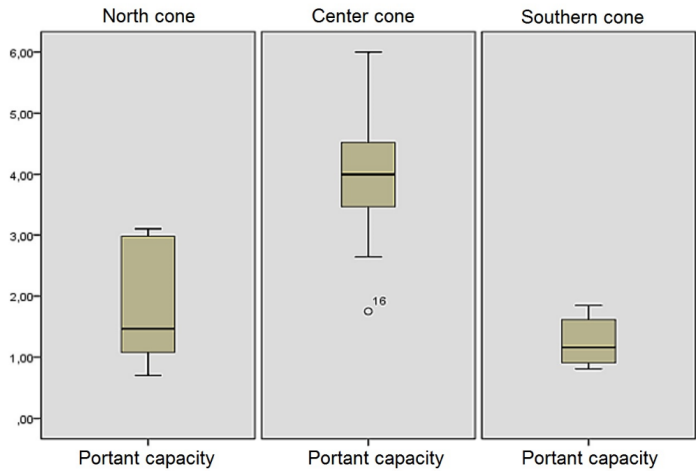 North cone
Center cone
Southern cone
6,00
5,00
4,00
3,00
2,00
1,00
,00
16
Portant capacity
Portant capacity
Portant capacity